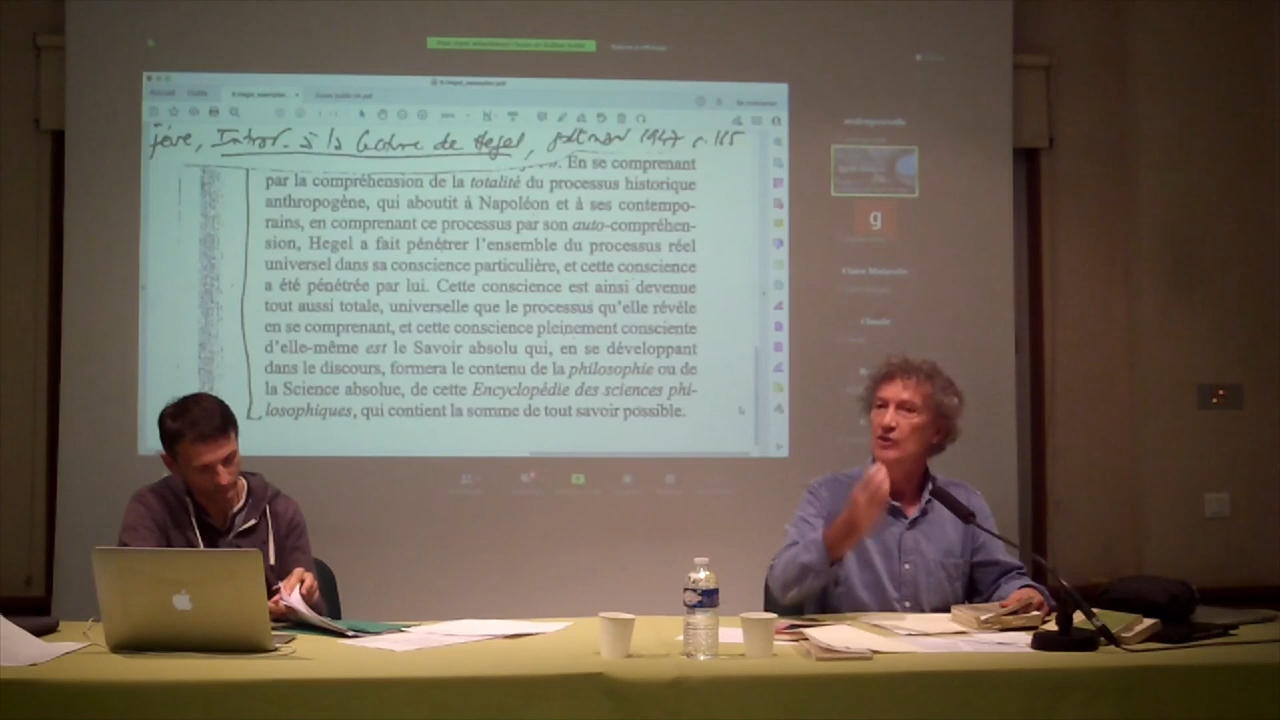 Accueil Outils
Se connecter
jève, Introd. à la lecture de Hegel, Gallimard 1947 p. 165
. En se comprenant
par la compréhension de la totalité du processus historique
anthropogène, qui aboutit à Napoléon et à ses contempo-
rains, en comprenant ce processus par son auto-compréhen-
sion, Hegel a fait pénétrer l'ensemble du processus réel
universel dans sa conscience particulière, et cette conscience
a été pénétrée par lui. Cette conscience est ainsi devenue
tout aussi totale, universelle que le processus qu'elle révèle
en se comprenant, et cette conscience pleinement consciente
d'elle-même est le Savoir absolu qui, en se développant
dans le discours, formera le contenu de la philosophie ou de
la Science absolue, de cette Encyclopédie des sciences phi-
losophiques, qui contient la somme de tout savoir possible.
g
Claude